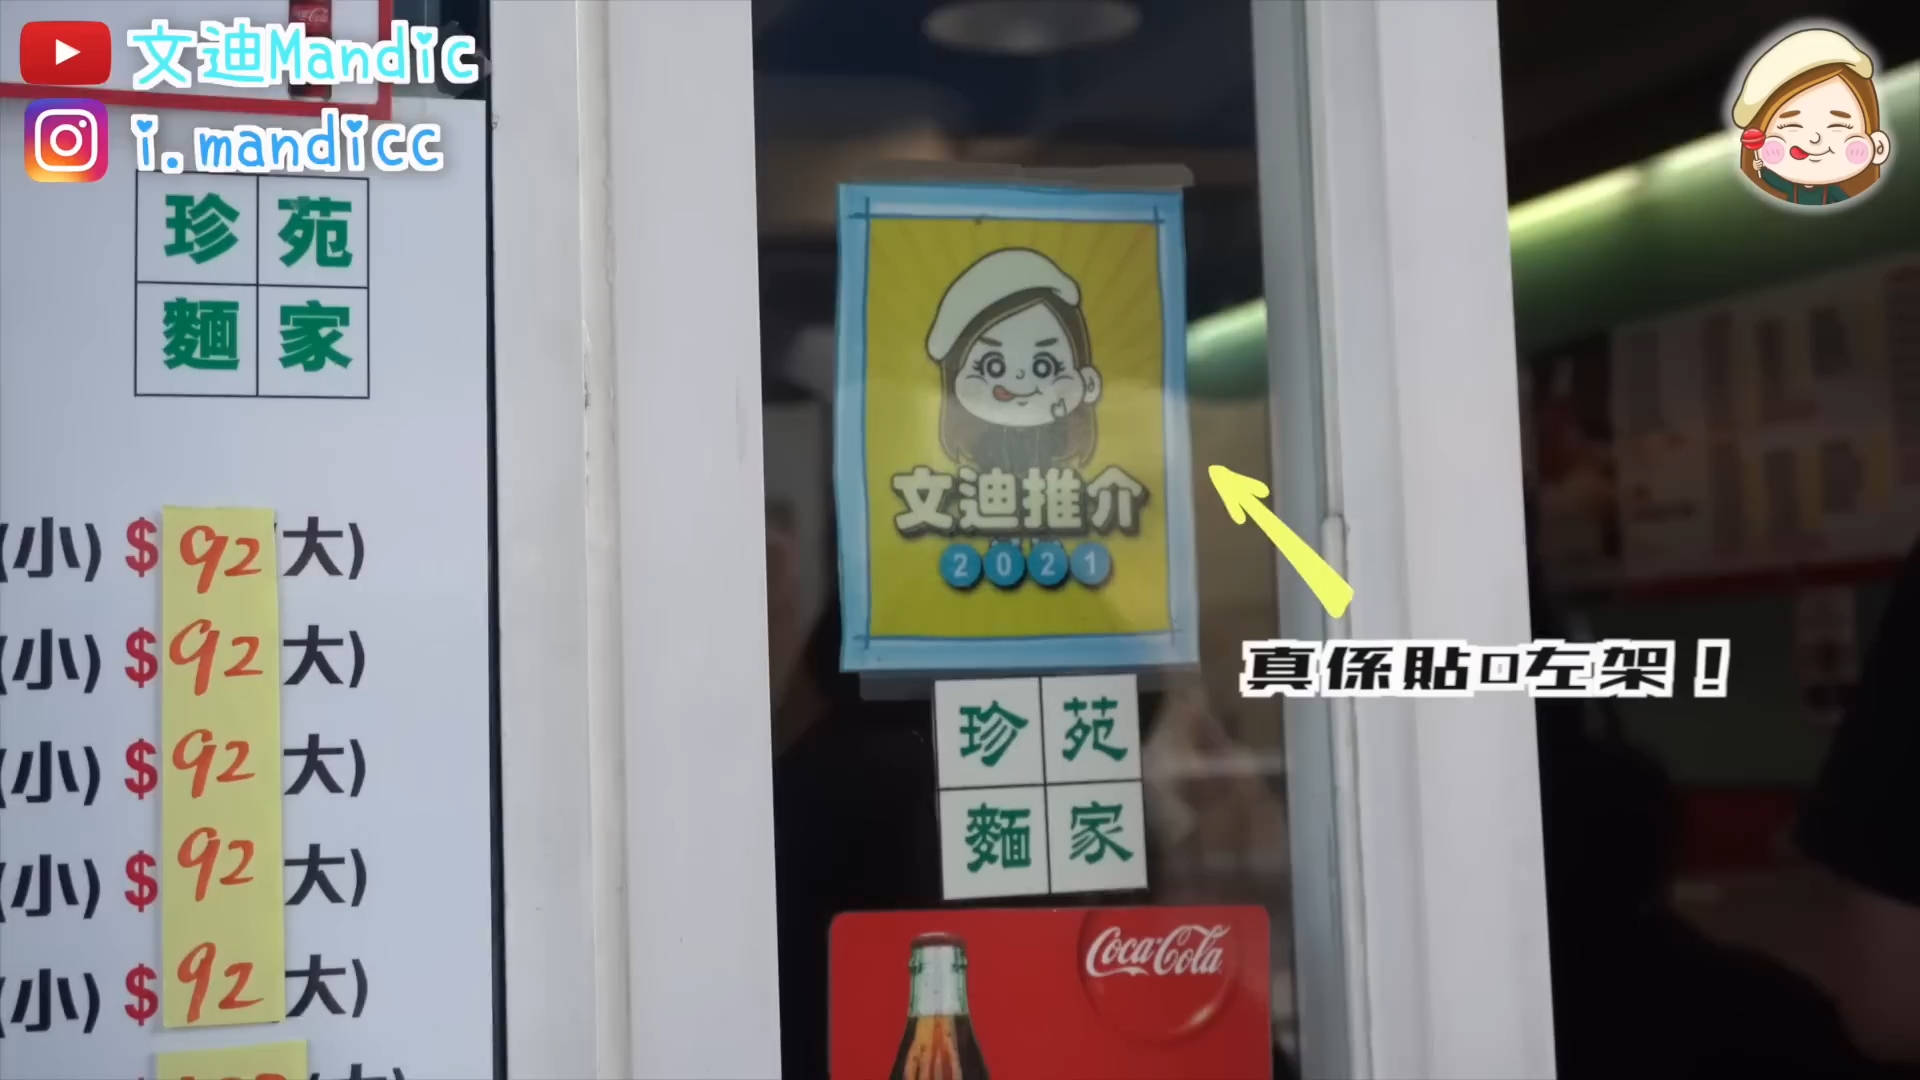 文迪Mandic
i.mandicc
珍苑
麵家
(小) $92(大)
(小) $92(大)
(小) $92(大)
(小) $92(大)
(小) $92(大)
文迪推介
2021
真係貼口左架！
珍苑
麵家
Coca-Cola